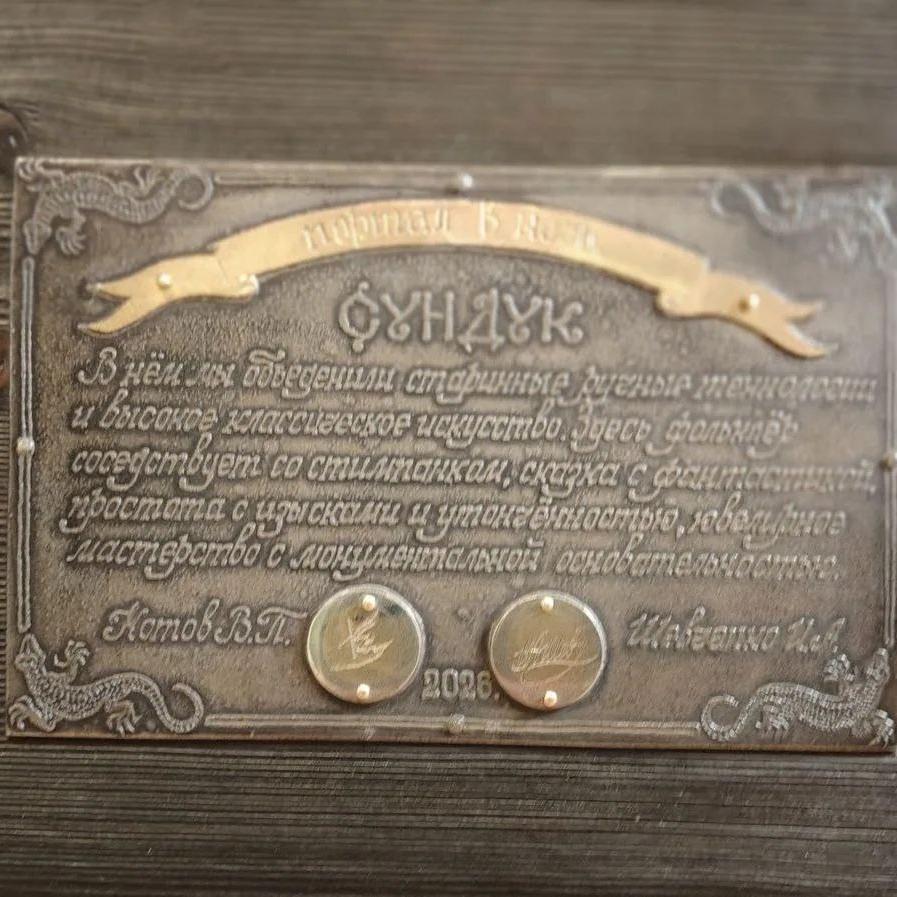 портал В
СУНДУК
В нём мы объеденили старинные ручные технологии
и высокое классическое искусство. Здесь фольклёр
соседствует со стимпанком, сказка с фантастикой,
простота с изысками и утончённостью, ювелирное
мастерство с монументальной основательностью.
Котов В.П.
Шевченко И.А.
2026.